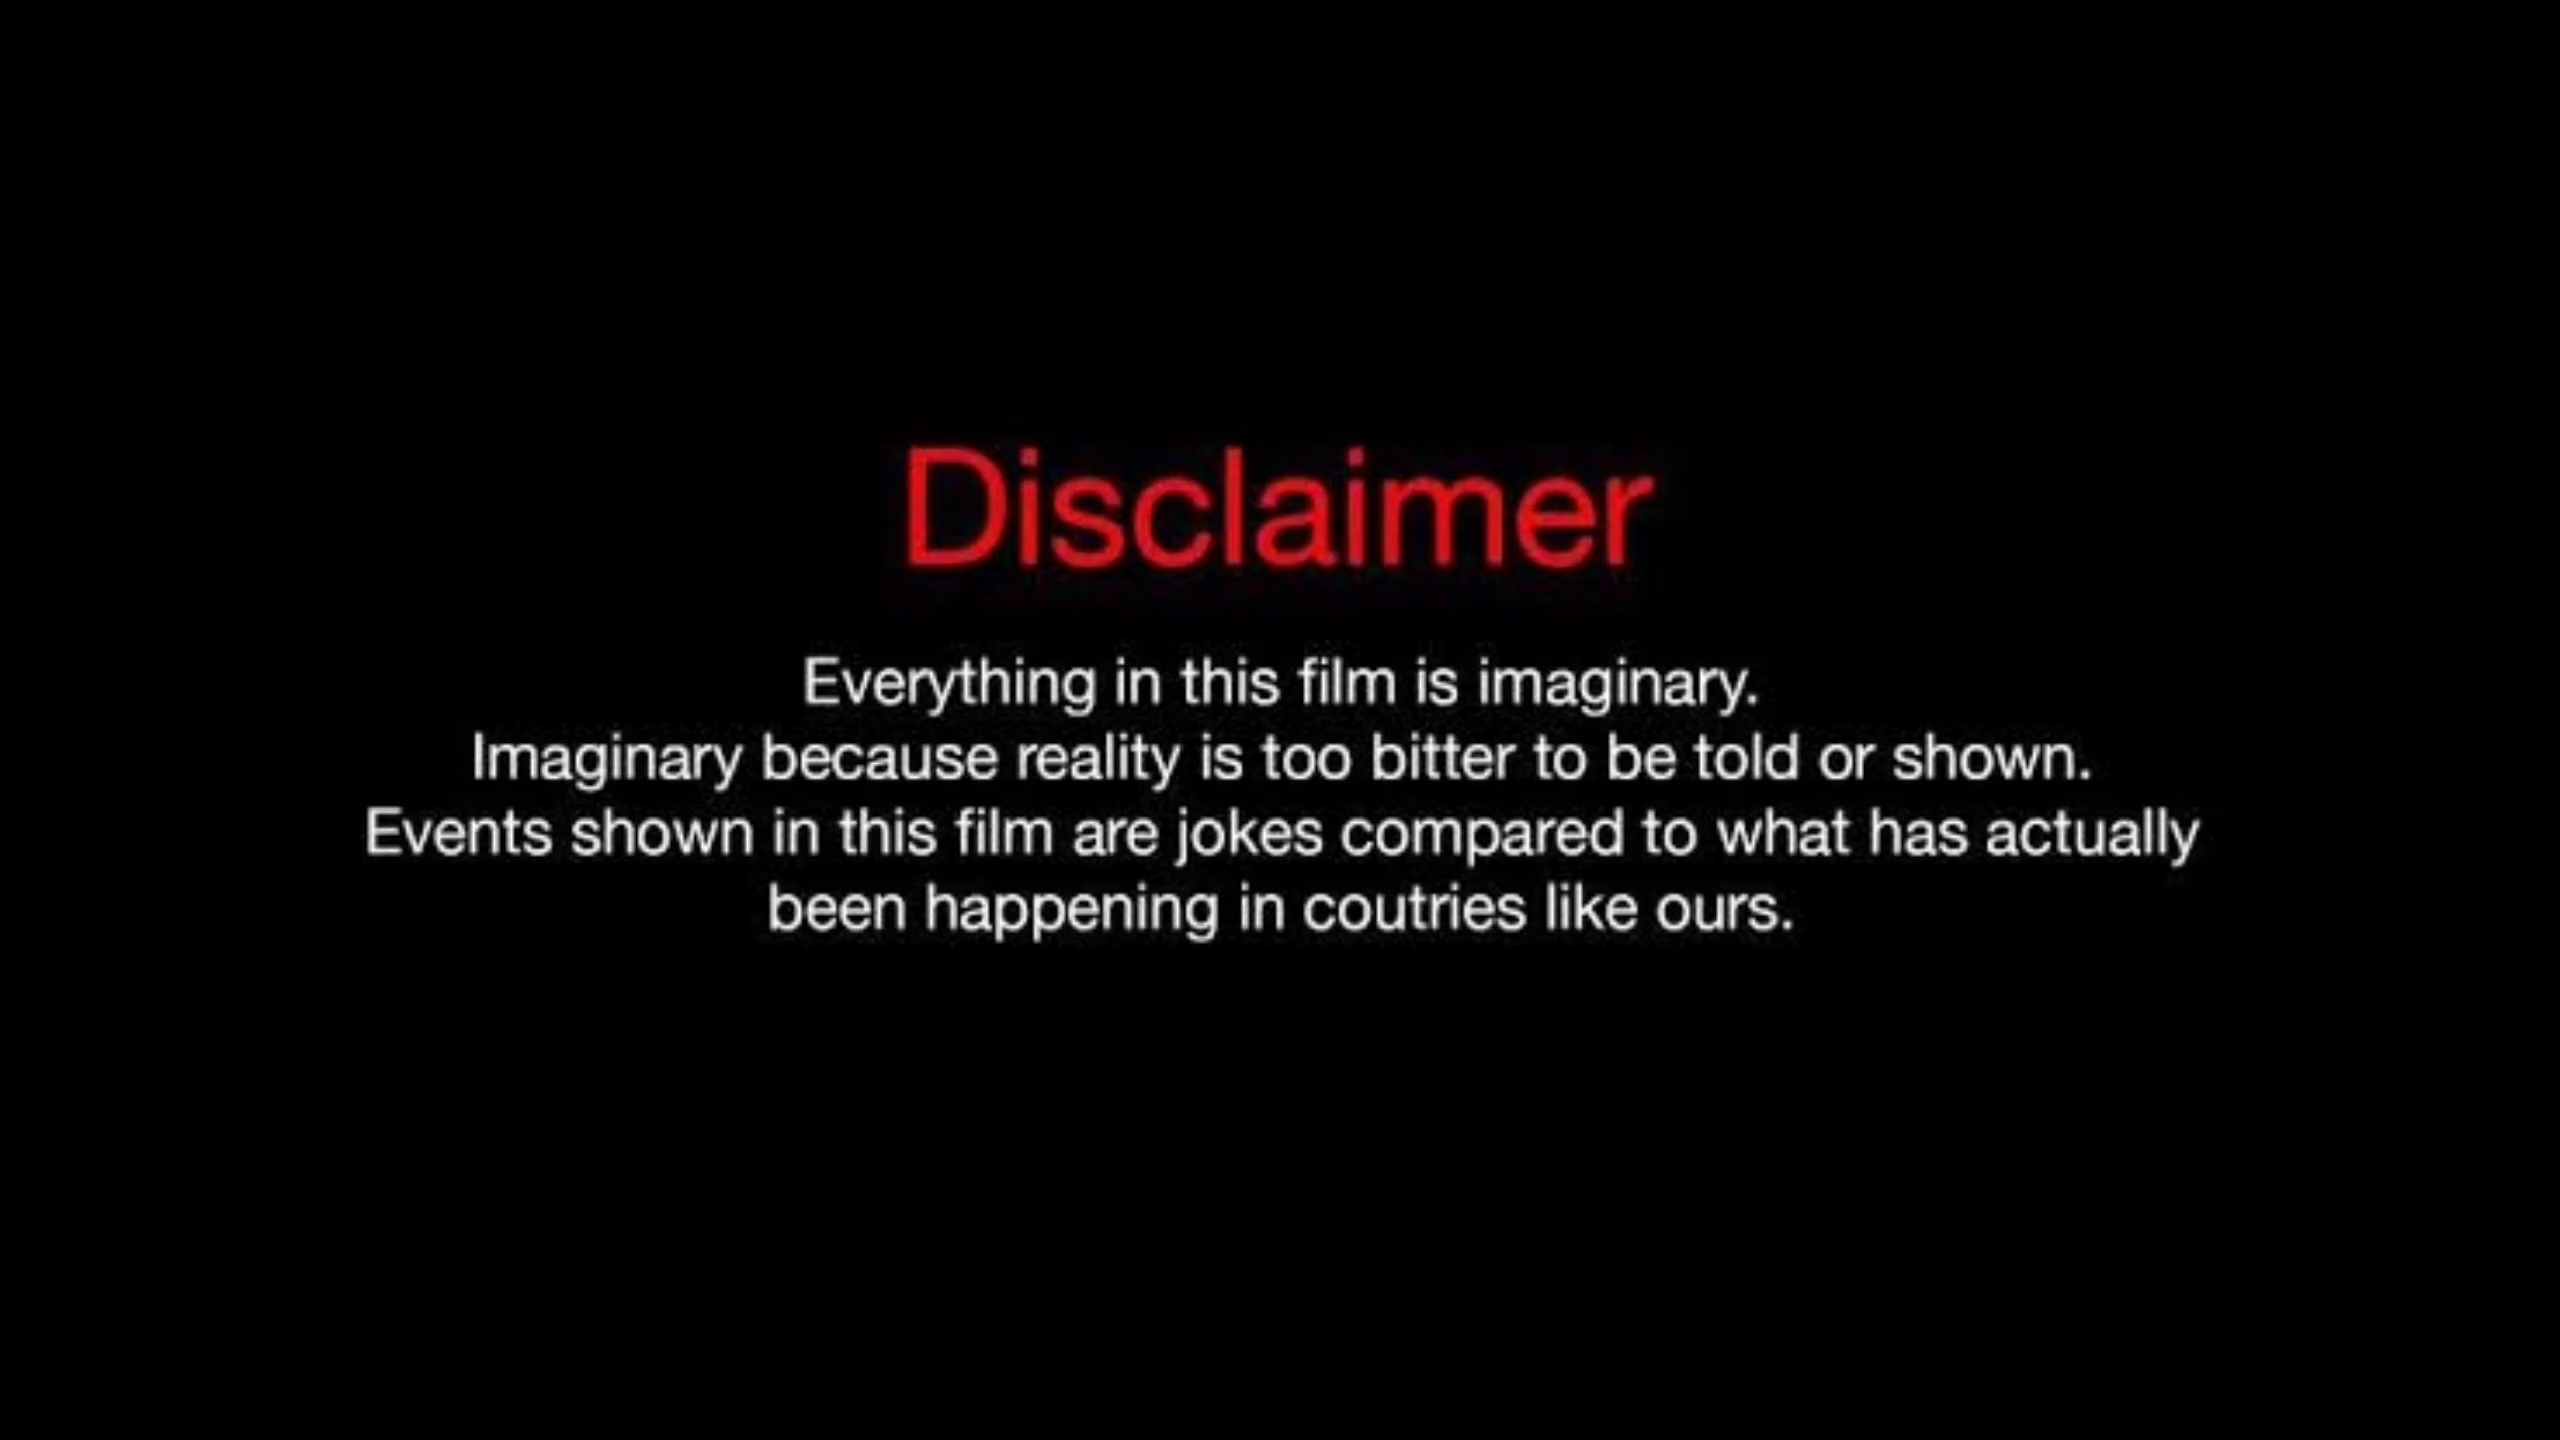 Disclaimer
Everything in this film is imaginary.
Imaginary because reality is too bitter to be told or shown.
Events shown in this film are jokes compared to what has actually
been happening in coutries like ours.